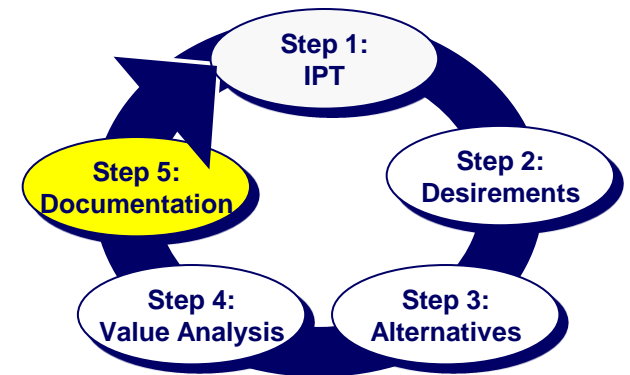 Step 1:
IPT
Step 2:
Desirements
Step 3:
Alternatives
Step 4:
Value Analysis
Step 5:
Documentation